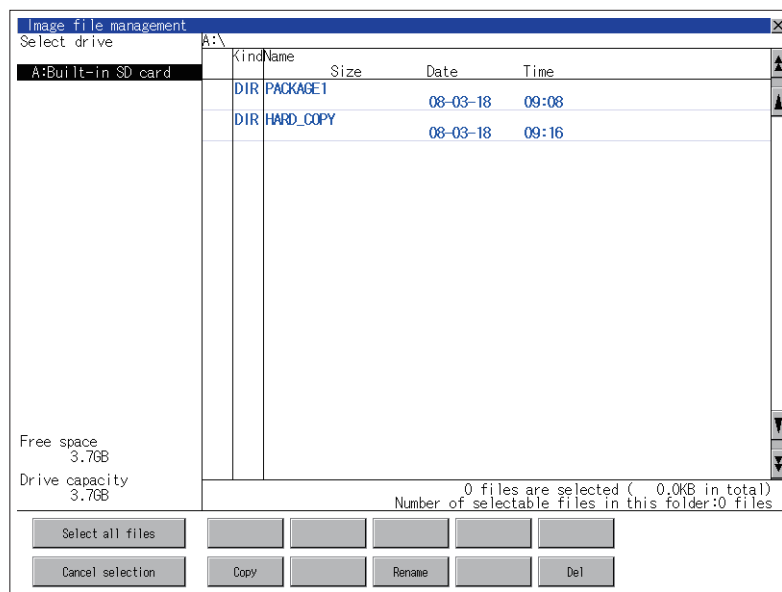 Image file management
Select drive
A:Built-in SD card
A:\
Kind Name
Size Date Time
DIR PACKAGE1
08-03-18 09:08
DIR HARD_COPY
08-03-18 09:16
Free space
3.7GB
Drive capacity
3.7GB
0 files are selected ( 0.0KB in total)
Number of selectable files in this folder:0 files
Select all files
Cancel selection Copy Rename Del